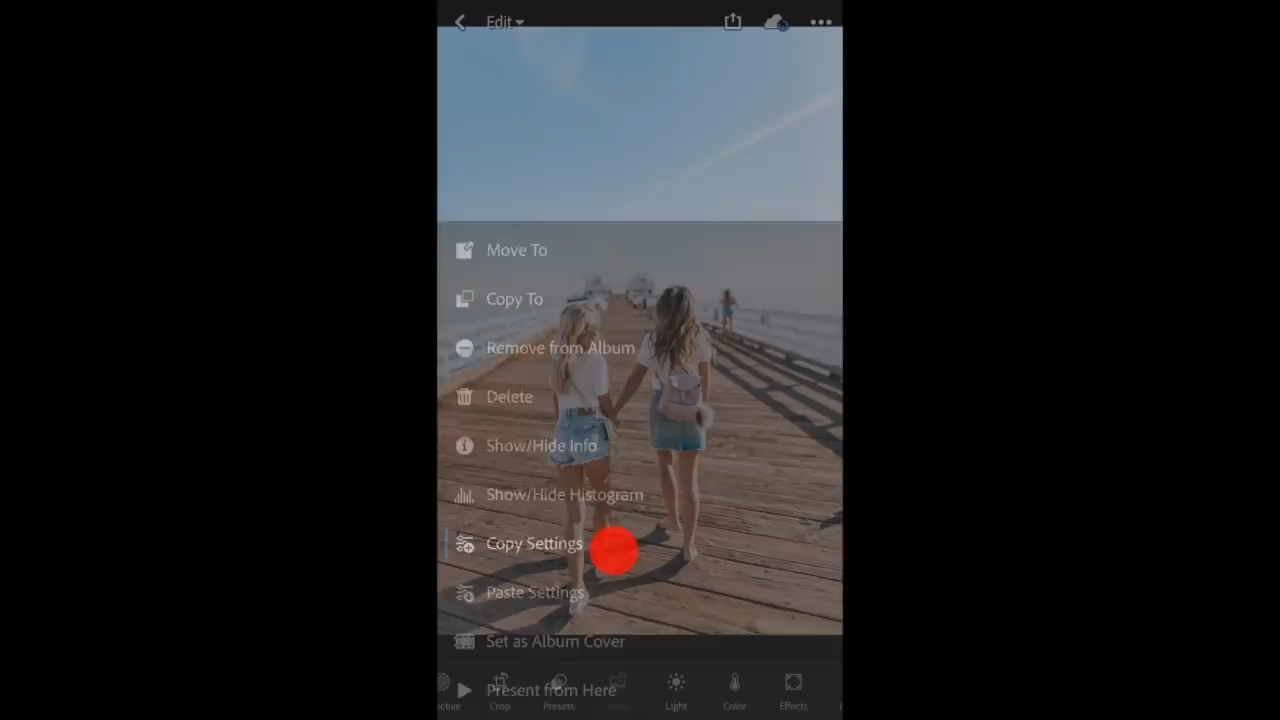 Edit
Move To
Copy To
Remove from Album
Delete
Show/Hide Info
Show/Hide Histogram
Copy Settings
Paste Settings
Set as Album Cover
Present from Here
ective Crop Presets Light Color Effects